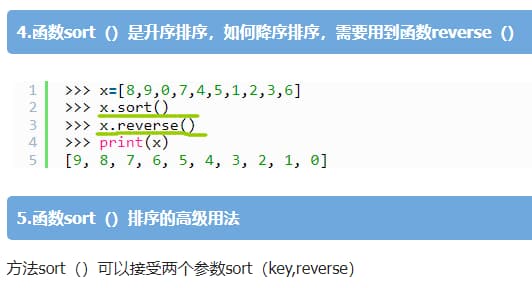 4.函数sort（）是升序排序，如何降序排序，需要用到函数reverse（）
1 >>> x=[8,9,0,7,4,5,1,2,3,6]
2 >>> x.sort()
3 >>> x.reverse()
4 >>> print(x)
5 [9, 8, 7, 6, 5, 4, 3, 2, 1, 0]
5.函数sort（）排序的高级用法
方法sort（）可以接受两个参数sort（key,reverse）